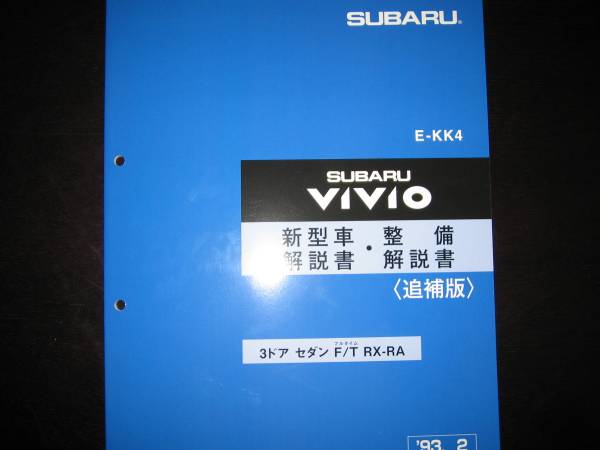 SUBARU®
E-KK4
SUBARU
VIVIO
新型車・整備
解説書 解説書
〈追補版〉
フルタイム
3ドア セダン F/T RX-RA
'93. 2